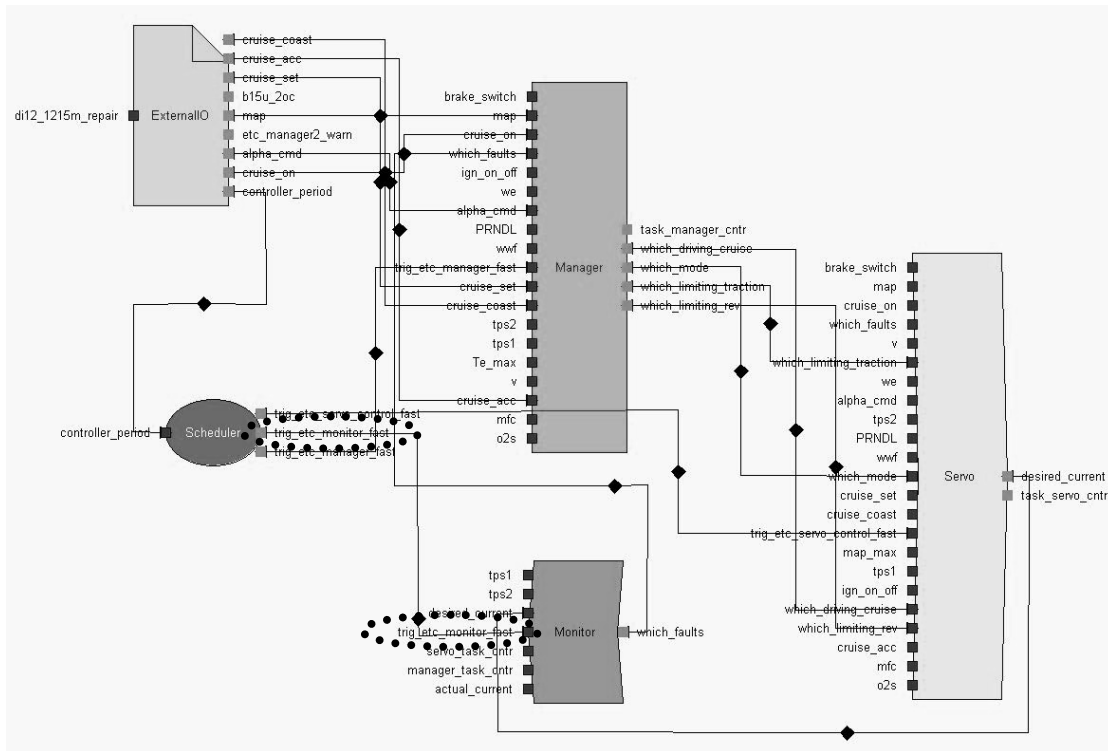 di12_1215m_repair
ExternalIO
cruise_coast
cruise_acc
cruise_set
b15u_2oc
map
etc_manager2_warn
alpha_cmd
cruise_on
controller_period
controller_period
Scheduler
trig_etc_servo_control_fast
trig_etc_monitor_fast
trig_etc_manager_fast
brake_switch
map
cruise_on
which_faults
ign_on_off
we
alpha_cmd
PRNDL
wwf
trig_etc_manager_fast
cruise_set
cruise_coast
tps2
tps1
Te_max
v
cruise_acc
mfc
o2s
Manager
task_manager_cntr
which_driving_cruise
which_mode
which_limiting_traction
which_limiting_rev
tps1
tps2
desired_current
trig_etc_monitor_fast
servo_task_cntr
manager_task_cntr
actual_current
Monitor
which_faults
brake_switch
map
cruise_on
which_faults
v
which_limiting_traction
we
alpha_cmd
tps2
PRNDL
wwf
which_mode
cruise_set
cruise_coast
trig_etc_servo_control_fast
map_max
tps1
ign_on_off
which_driving_cruise
which_limiting_rev
cruise_acc
mfc
o2s
Servo
desired_current
task_servo_cntr